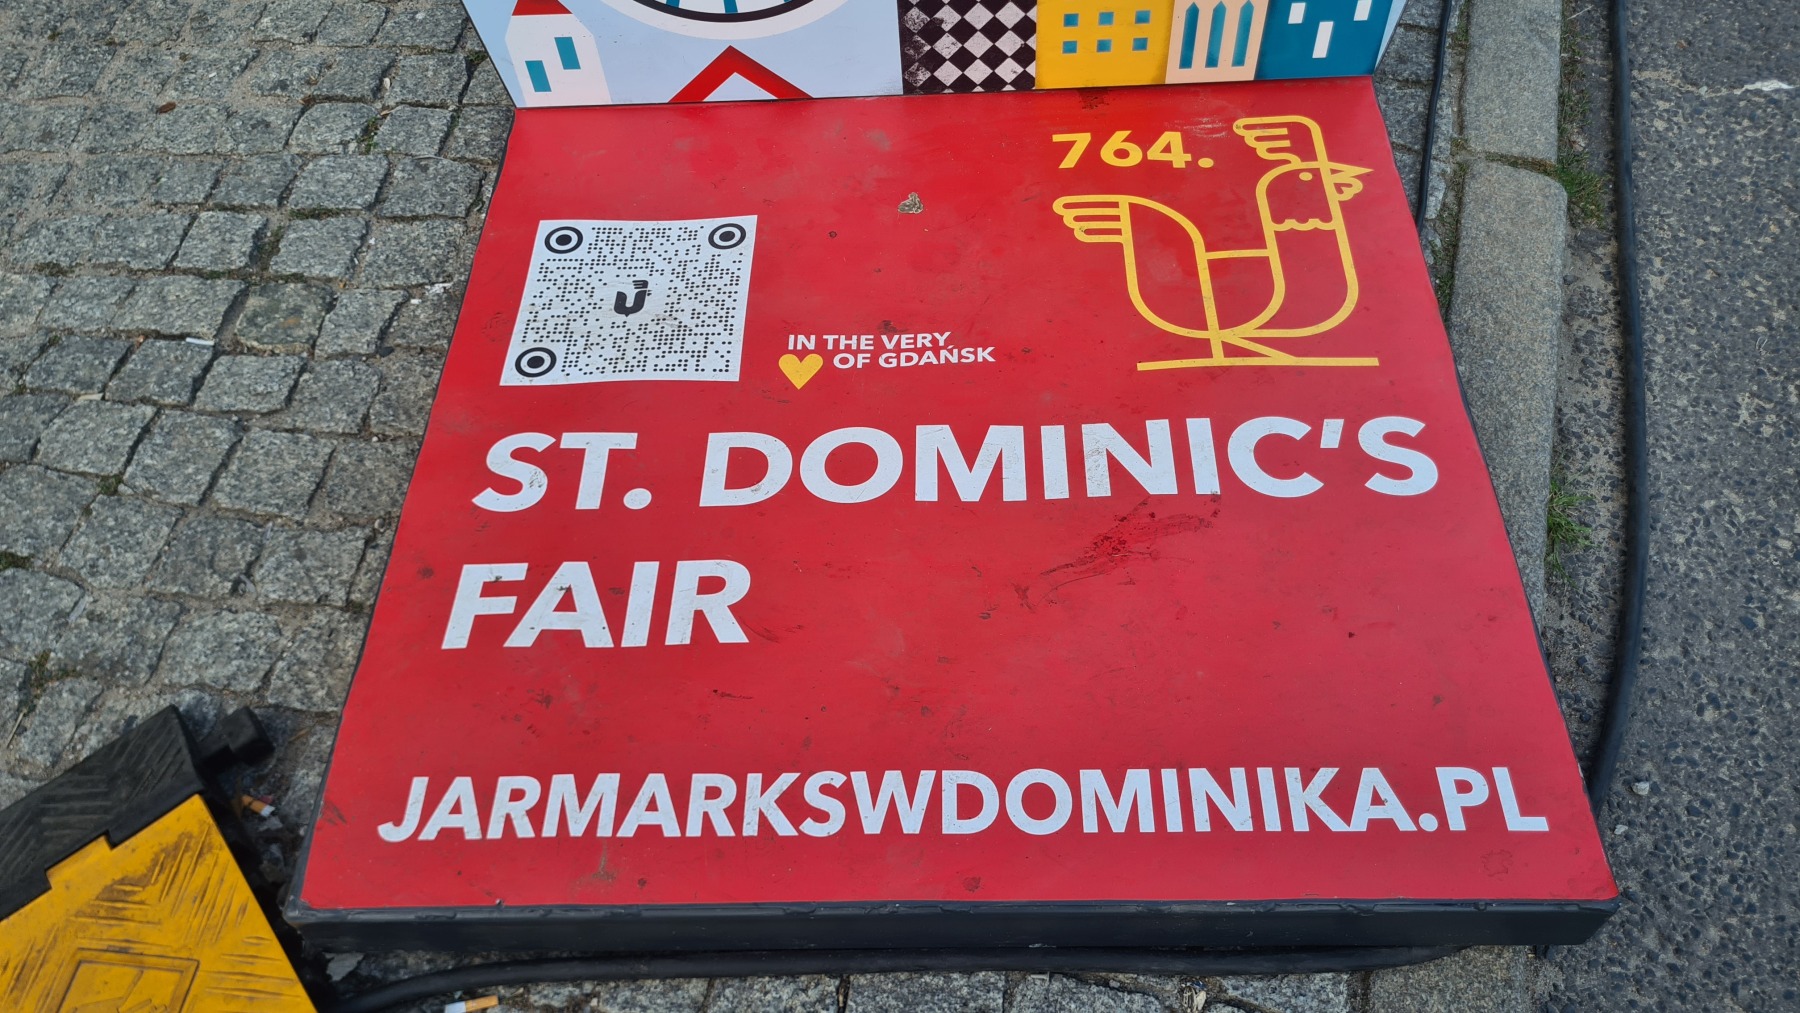 764.
IN THE VERY
OF GDAŃSK
ST. DOMINIC'S
FAIR
JARMARKSWDOMINIKA.PL